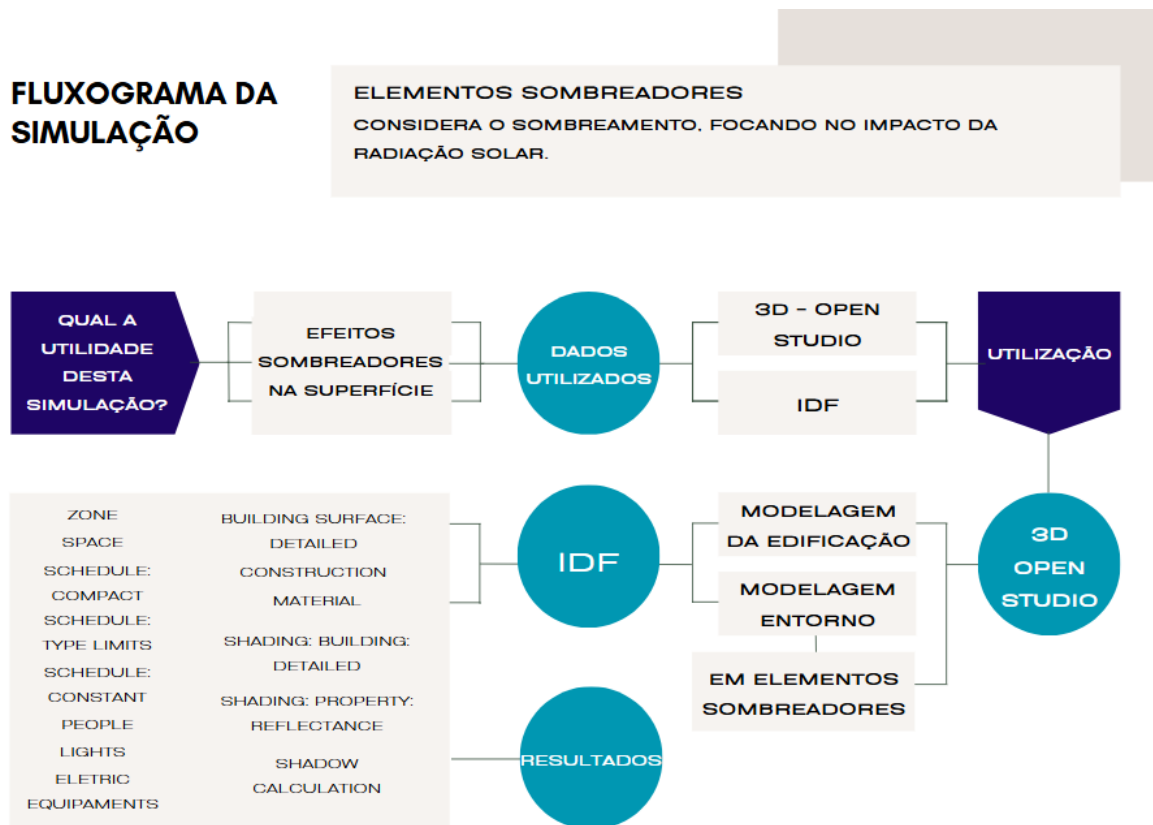 FLUXOGRAMA DA
SIMULAÇÃO
ELEMENTOS SOMBREADORES
CONSIDERA O SOMBREAMENTO, FOCANDO NO IMPACTO DA
RADIAÇÃO SOLAR.
QUAL A
UTILIDADE
DESTA
SIMULAÇÃO?
EFEITOS
SOMBREADORES
NA SUPERFÍCIE
DADOS
UTILIZADOS
3D - OPEN
STUDIO
IDF
UTILIZAÇÃO
3D
OPEN
STUDIO
MODELAGEM
DA EDIFICAÇÃO
MODELAGEM
ENTORNO
EM ELEMENTOS
SOMBREADORES
IDF
ZONE
SPACE
SCHEDULE:
COMPACT
SCHEDULE:
TYPE LIMITS
SCHEDULE:
CONSTANT
PEOPLE
LIGHTS
ELETRIC
EQUIPAMENTS
BUILDING SURFACE:
DETAILED
CONSTRUCTION
MATERIAL
SHADING: BUILDING:
DETAILED
SHADING: PROPERTY:
REFLECTANCE
SHADOW
CALCULATION
RESULTADOS